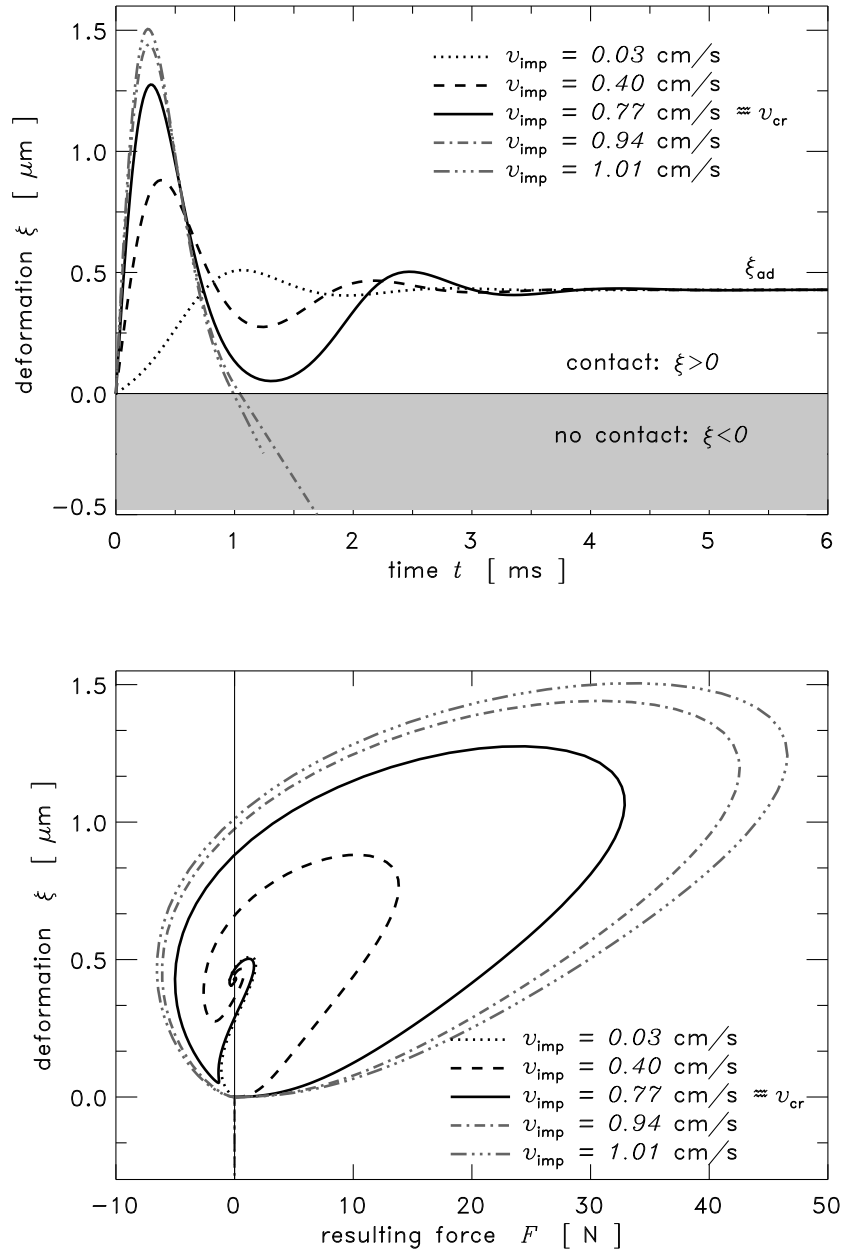 1.5
1.0
0.5
0.0
−0.5
deformation ξ [ μm ]
v_imp = 0.03 cm/s
v_imp = 0.40 cm/s
v_imp = 0.77 cm/s ≈ v_cr
v_imp = 0.94 cm/s
v_imp = 1.01 cm/s
ξ_ad
contact: ξ>0
no contact: ξ<0
0 1 2 3 4 5 6
time t [ ms ]
1.5
1.0
0.5
0.0
deformation ξ [ μm ]
v_imp = 0.03 cm/s
v_imp = 0.40 cm/s
v_imp = 0.77 cm/s ≈ v_cr
v_imp = 0.94 cm/s
v_imp = 1.01 cm/s
−10 0 10 20 30 40 50
resulting force F [ N ]